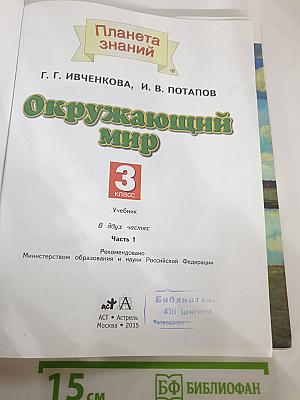 Планета
знаний
Г. Г. ИВЧЕНКОВА, И. В. ПОТАПОВ
Окружающий
мир
3
класс
Учебник
В двух частях
Часть 1
Рекомендовано
Министерством образования и науки Российской Федерации
АСТ • Астрель
Москва • 2015
Библиотека
416 школы
15 см
БФ БИБЛИОФАН